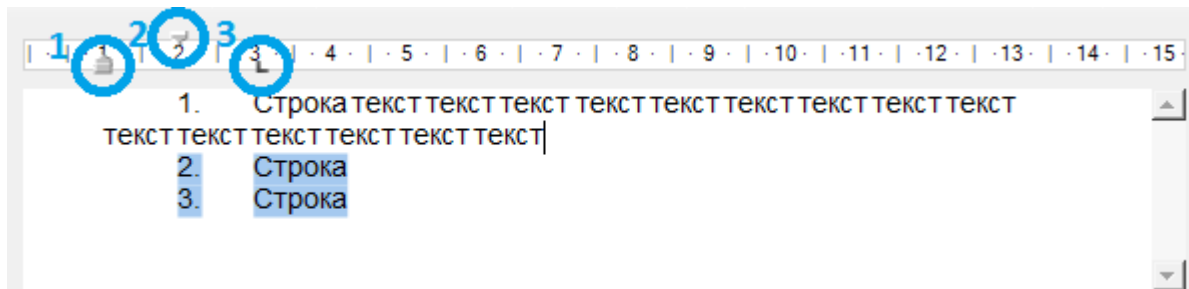 1 2 3
1 2 3 4 5 6 7 8 9 10 11 12 13 14 15
1. Строка текст текст текст текст текст текст текст текст текст
текст текст текст текст текст текст
2. Строка
3. Строка